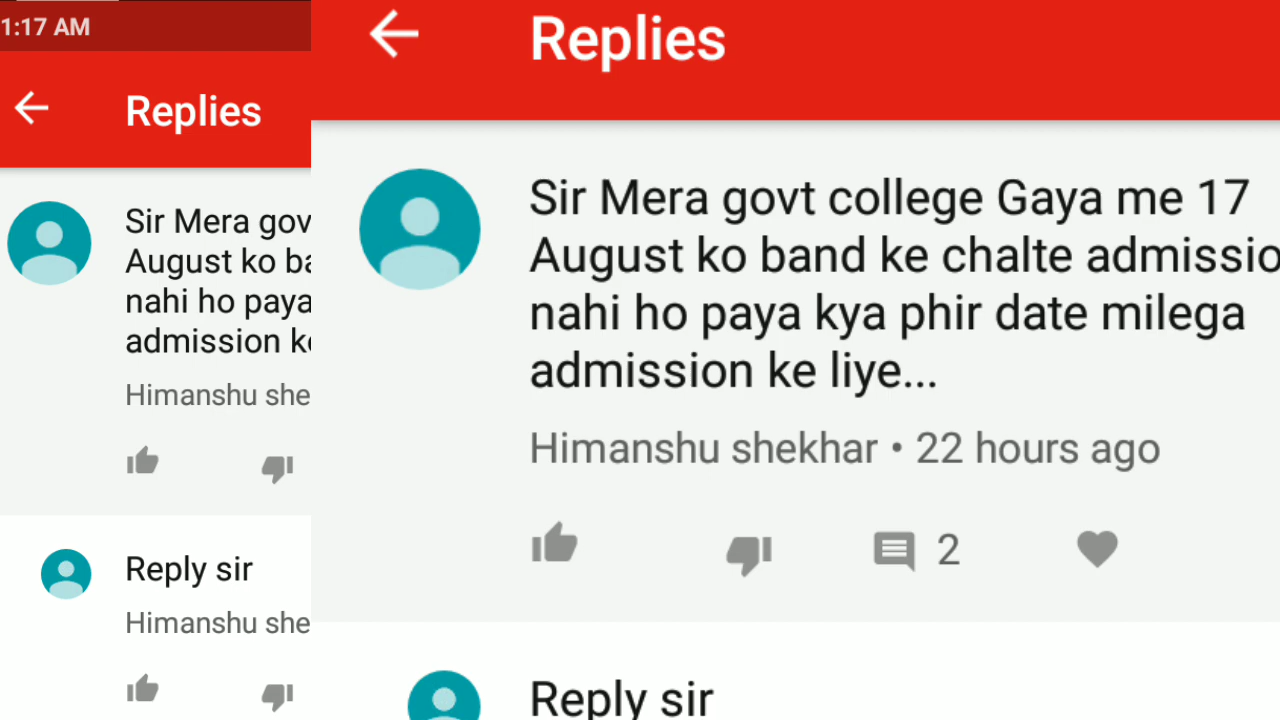 1:17 AM
Replies
Sir Mera gov
August ko ba
nahi ho paya
admission ke
Himanshu she
Reply sir
Himanshu she
Replies
Sir Mera govt college Gaya me 17
August ko band ke chalte admissio
nahi ho paya kya phir date milega
admission ke liye...
Himanshu shekhar • 22 hours ago
2
Reply sir